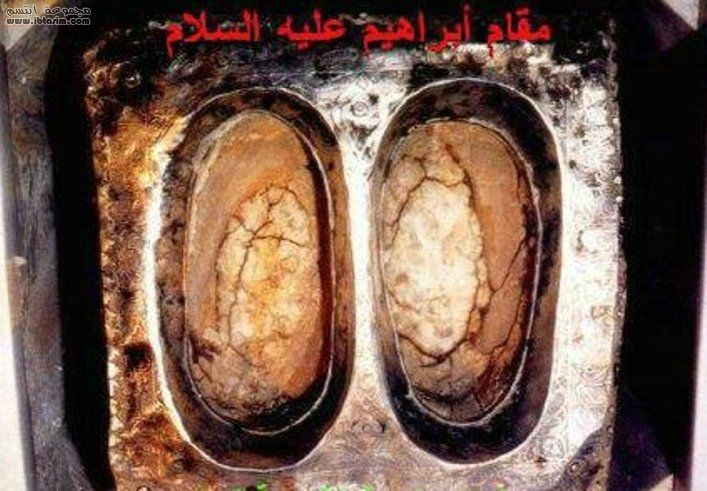 مجموعة ابتسم
www.ibtasim.com
مقام أبراهيم عليه السلام